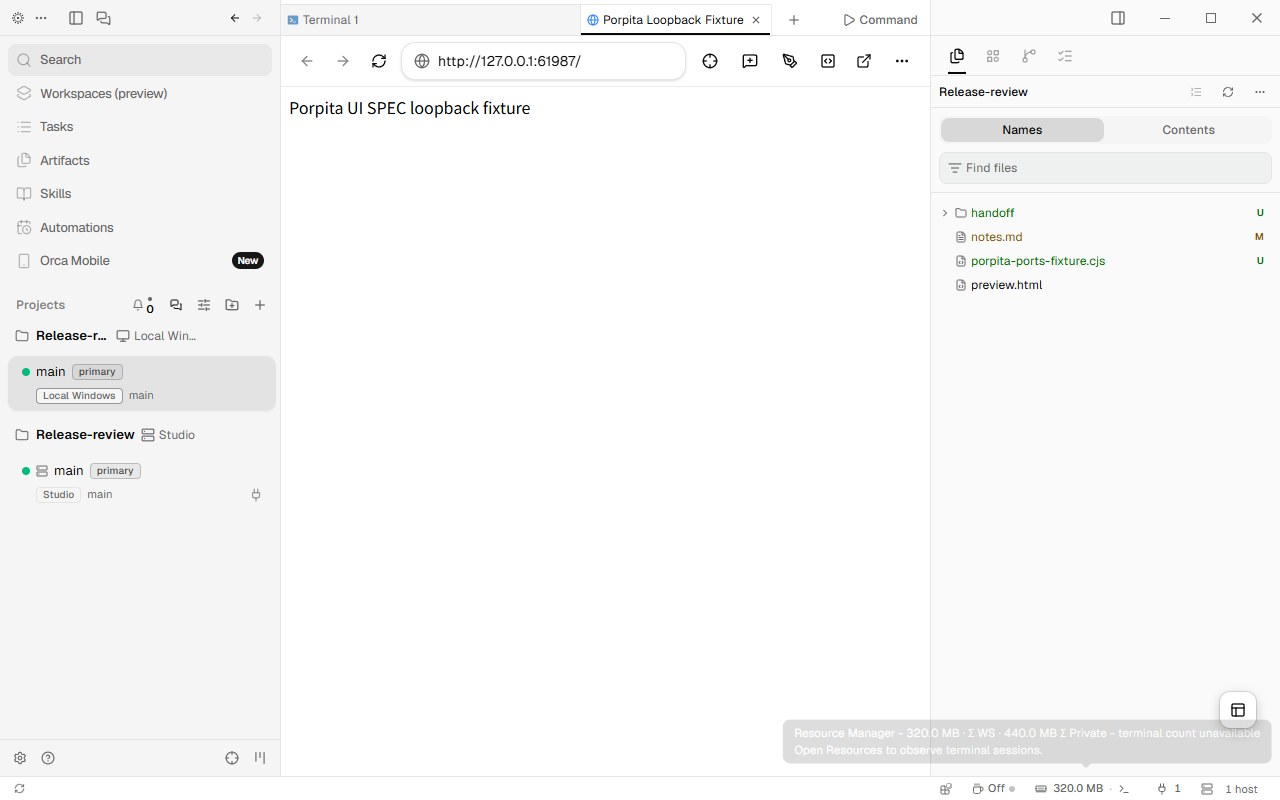 Terminal 1
Porpita Loopback Fixture
Command
Search
Workspaces (preview)
Tasks
Artifacts
Skills
Automations
Orca Mobile
New
Projects
0
Release-r...
Local Win...
main
primary
Local Windows
main
Release-review
Studio
main
primary
Studio
main
http://127.0.0.1:61987/
Porpita UI SPEC loopback fixture
Release-review
Names
Contents
Find files
handoff
U
notes.md
M
porpita-ports-fixture.cjs
U
preview.html
Resource Manager - 320.0 MB · Σ WS · 440.0 MB Σ Private - terminal count unavailable
Open Resources to observe terminal sessions.
Off
320.0 MB ·
1
1 host